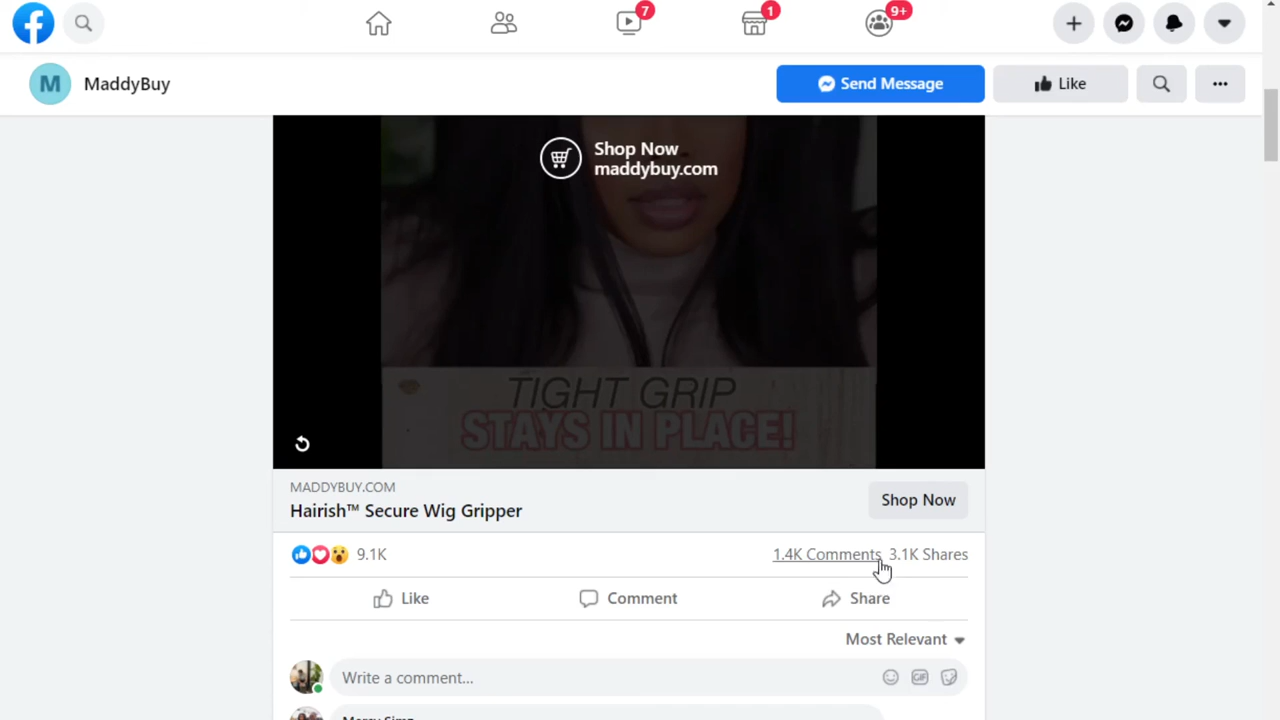 7
1
9+
M
MaddyBuy
Send Message
Like
Shop Now
maddybuy.com
TIGHT GRIP
STAYS IN PLACE!
MADDYBUY.COM
Hairish™ Secure Wig Gripper
Shop Now
9.1K
1.4K Comments
3.1K Shares
Like
Comment
Share
Most Relevant
Write a comment...
GIF